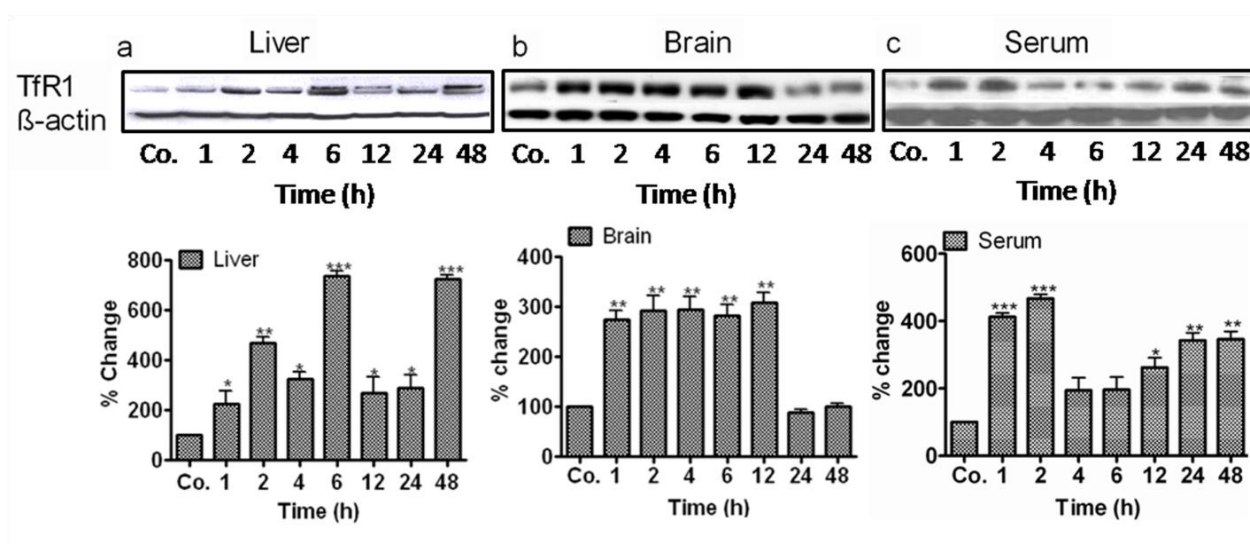 a Liver b Brain c Serum
TfR1
ß-actin
Co. 1 2 4 6 12 24 48 Co. 1 2 4 6 12 24 48 Co. 1 2 4 6 12 24 48
Time (h) Time (h) Time (h)
Liver
% Change
800
600
400
200
0
* ** * *** * * ***
Co. 1 2 4 6 12 24 48
Time (h)
Brain
% change
400
300
200
100
0
** ** ** ** **
Co. 1 2 4 6 12 24 48
Time (h)
Serum
% change
600
400
200
0
*** *** * ** **
Co. 1 2 4 6 12 24 48
Time (h)